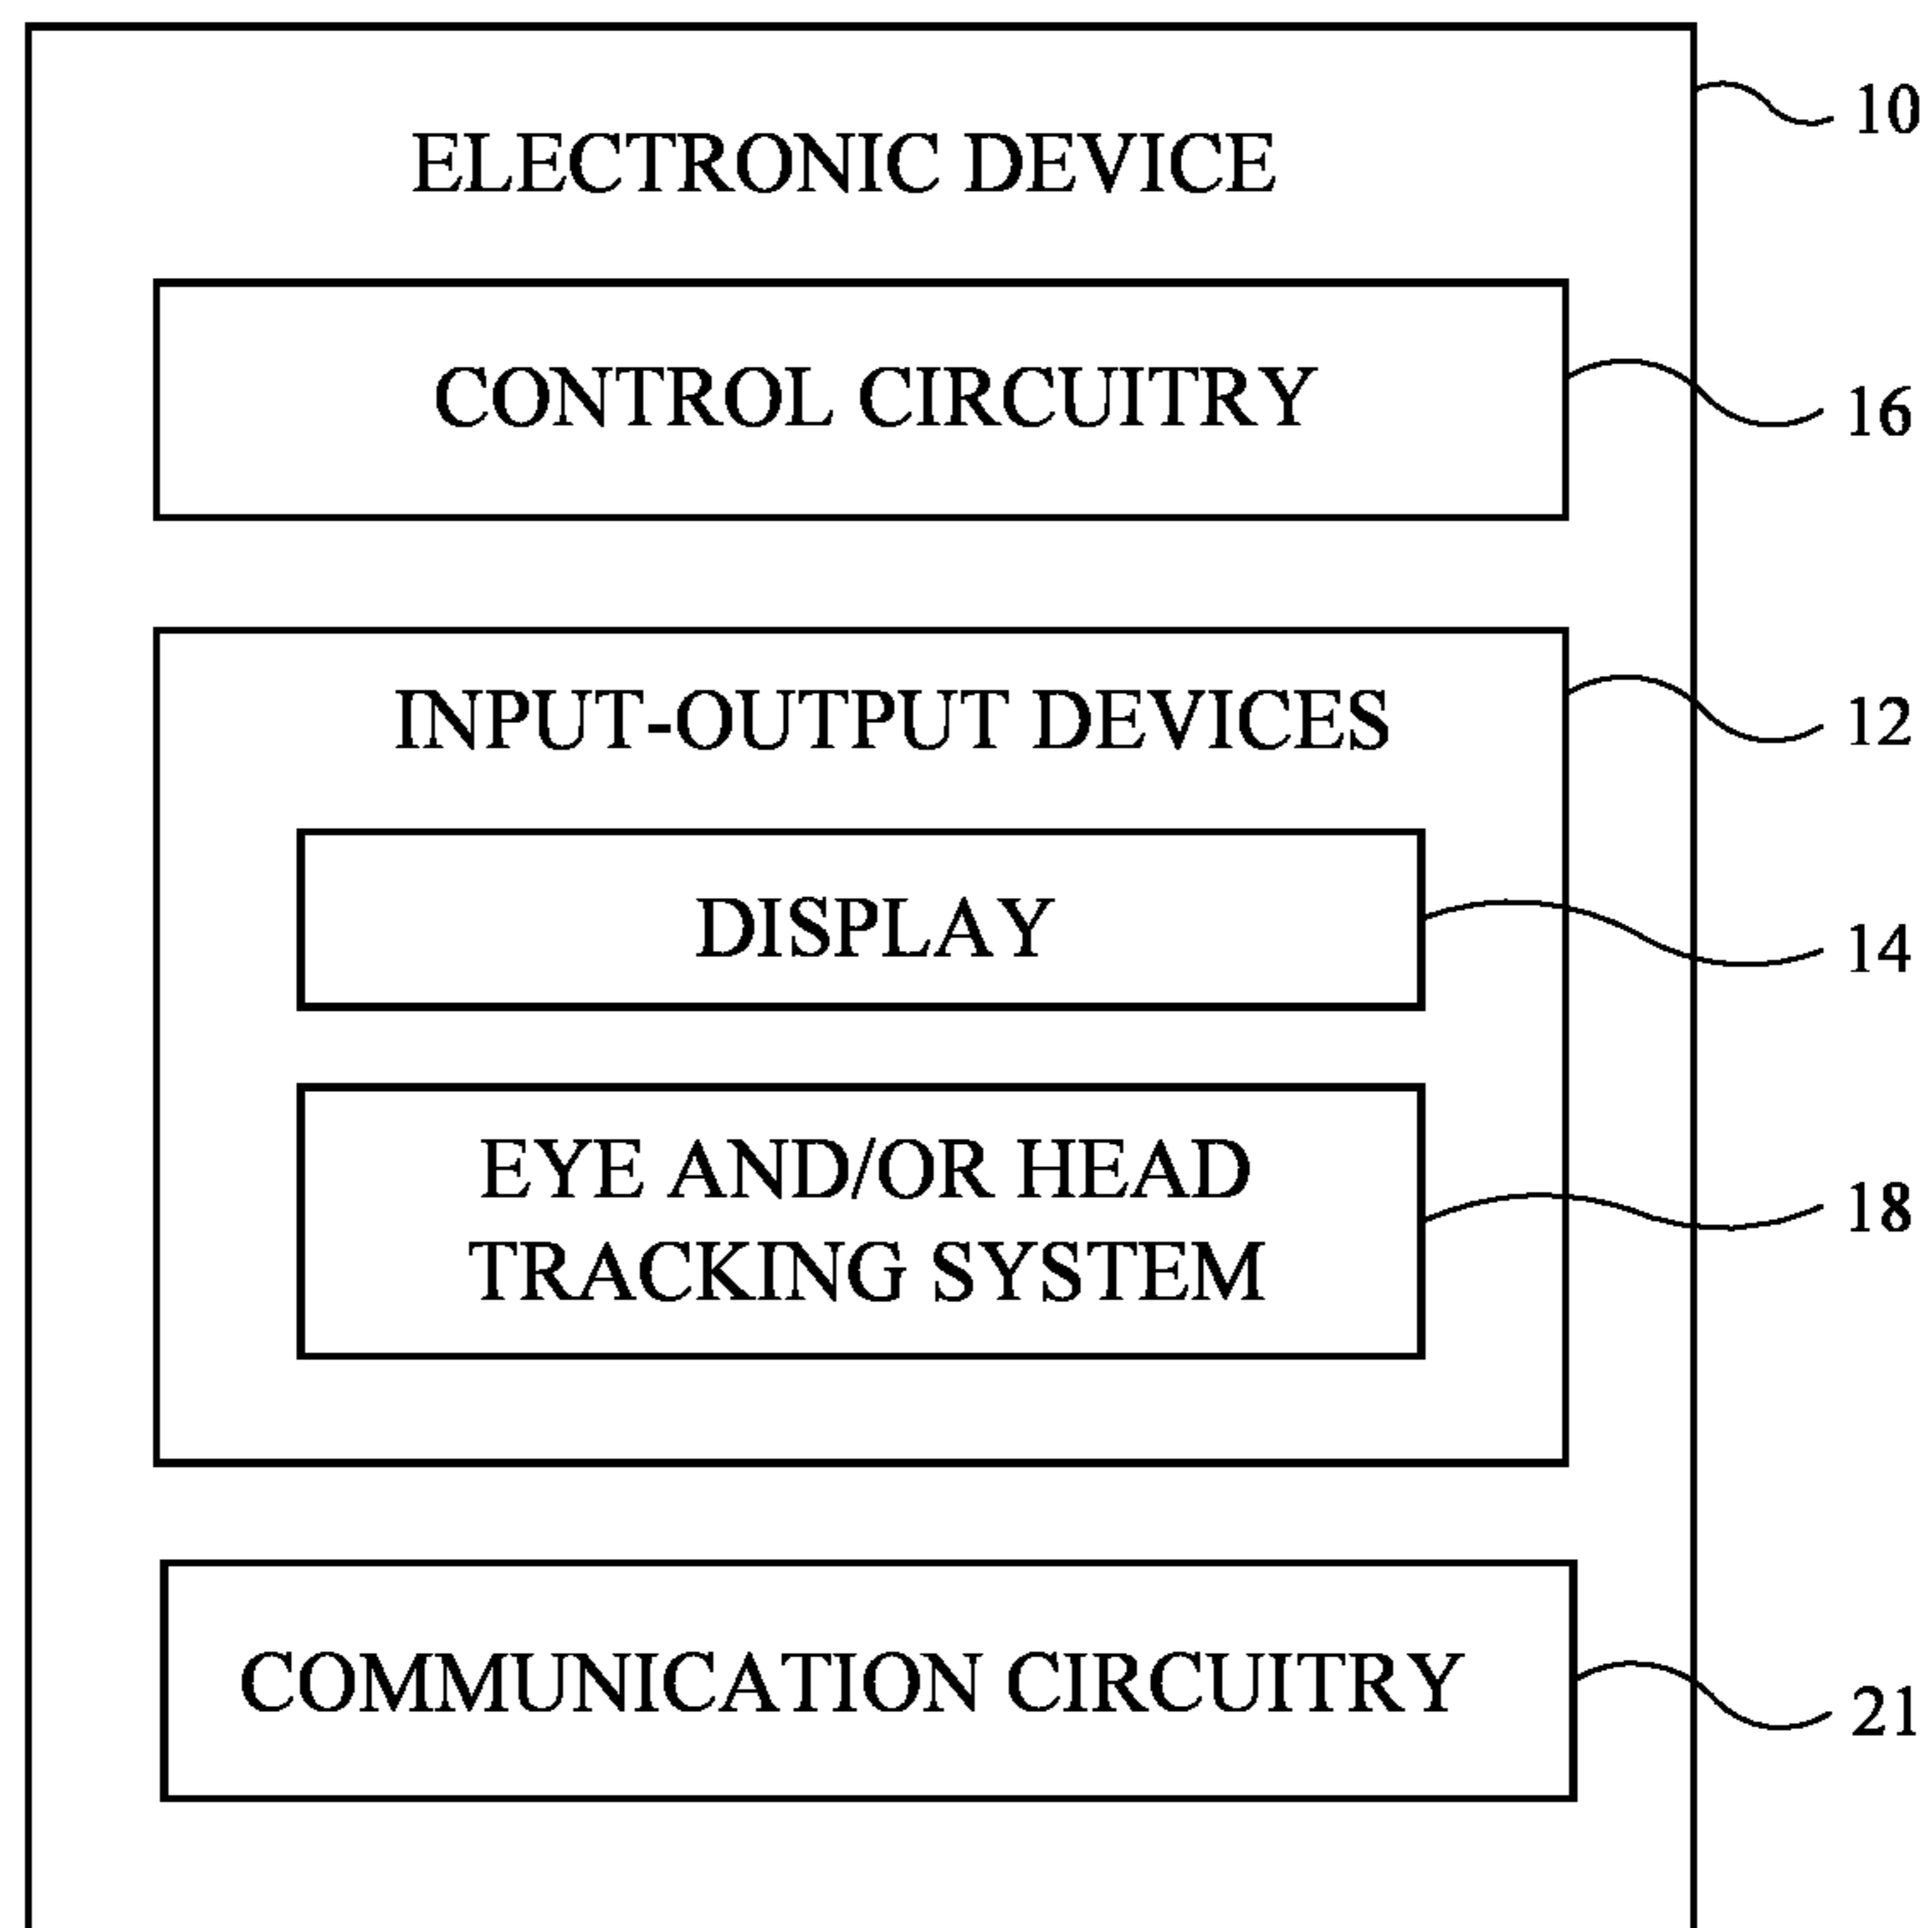 ELECTRONIC DEVICE
10
CONTROL CIRCUITRY
16
INPUT-OUTPUT DEVICES
12
DISPLAY
14
EYE AND/OR HEAD
TRACKING SYSTEM
18
COMMUNICATION CIRCUITRY
21